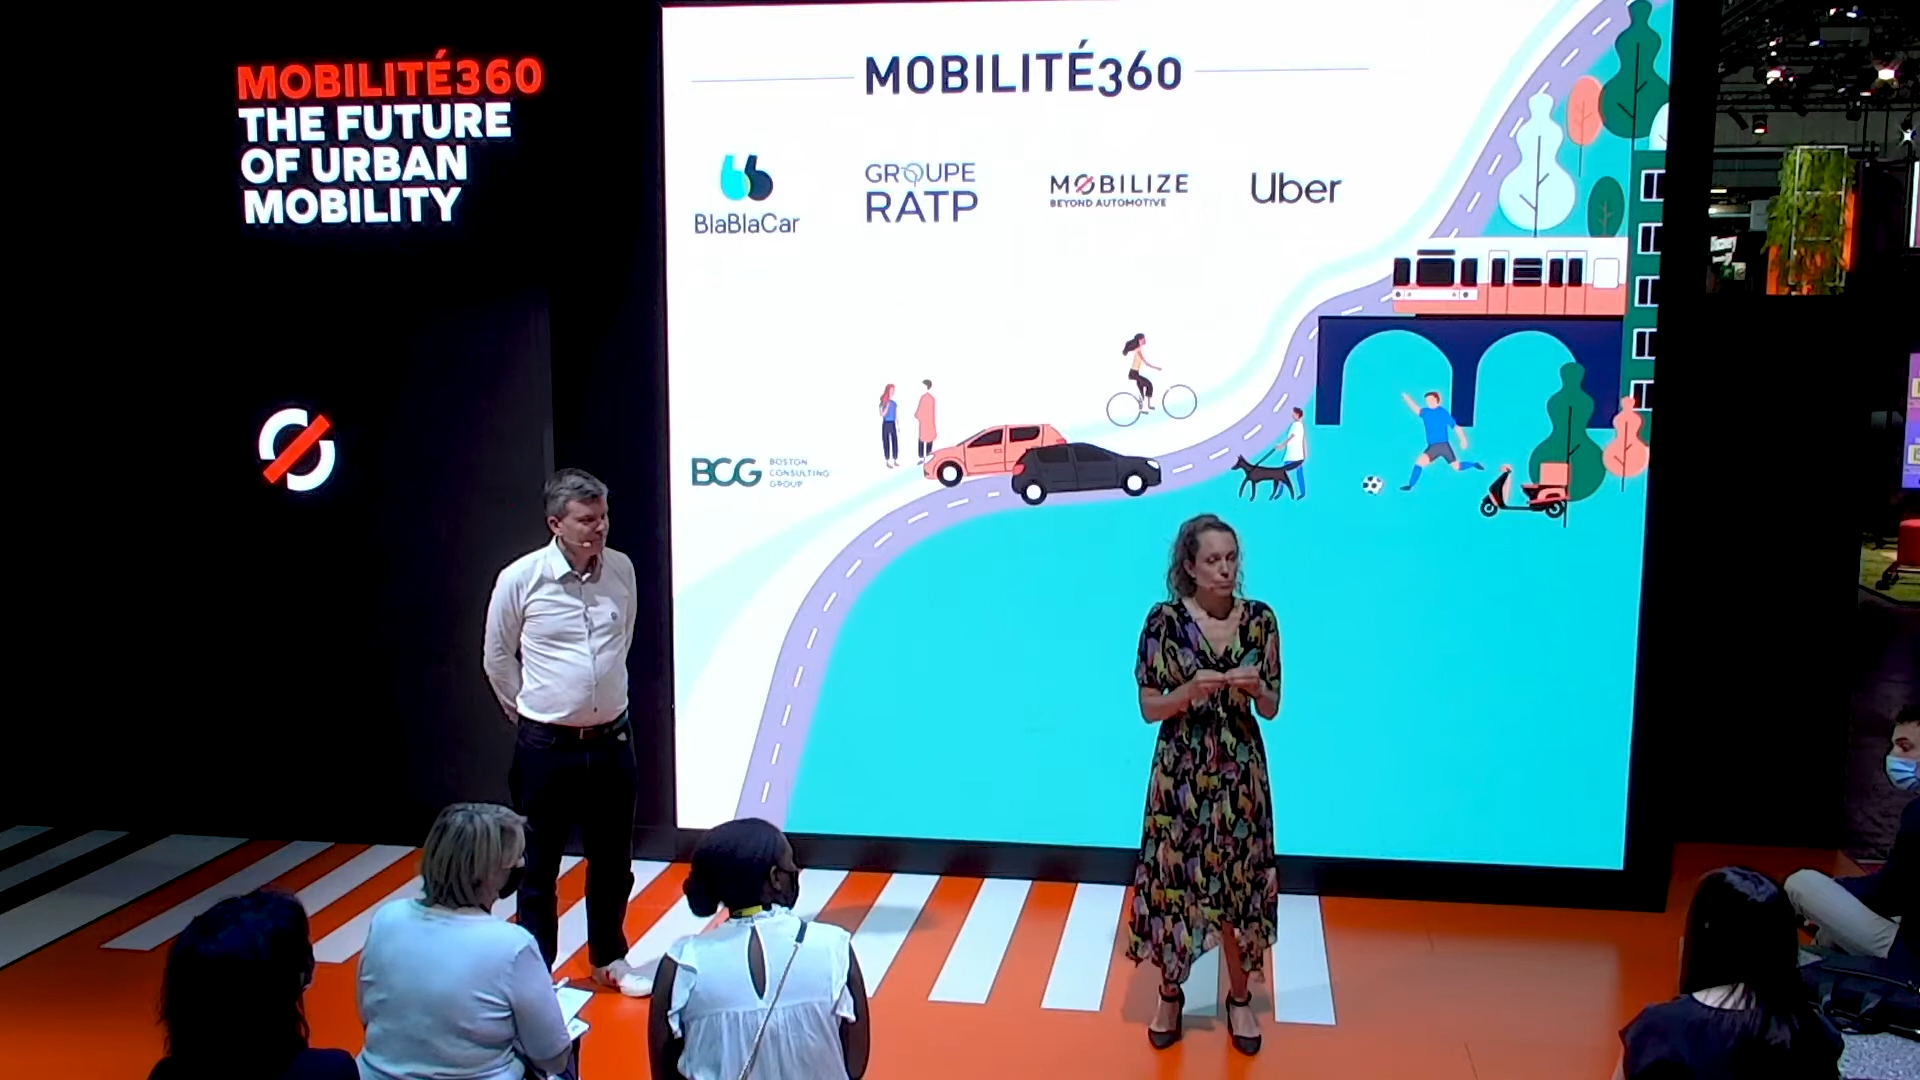 MOBILITÉ360
THE FUTURE
OF URBAN
MOBILITY
MOBILITÉ360
BlaBlaCar
GROUPE
RATP
MOBILIZE
BEYOND AUTOMOTIVE
Uber
BCG
BOSTON
CONSULTING
GROUP